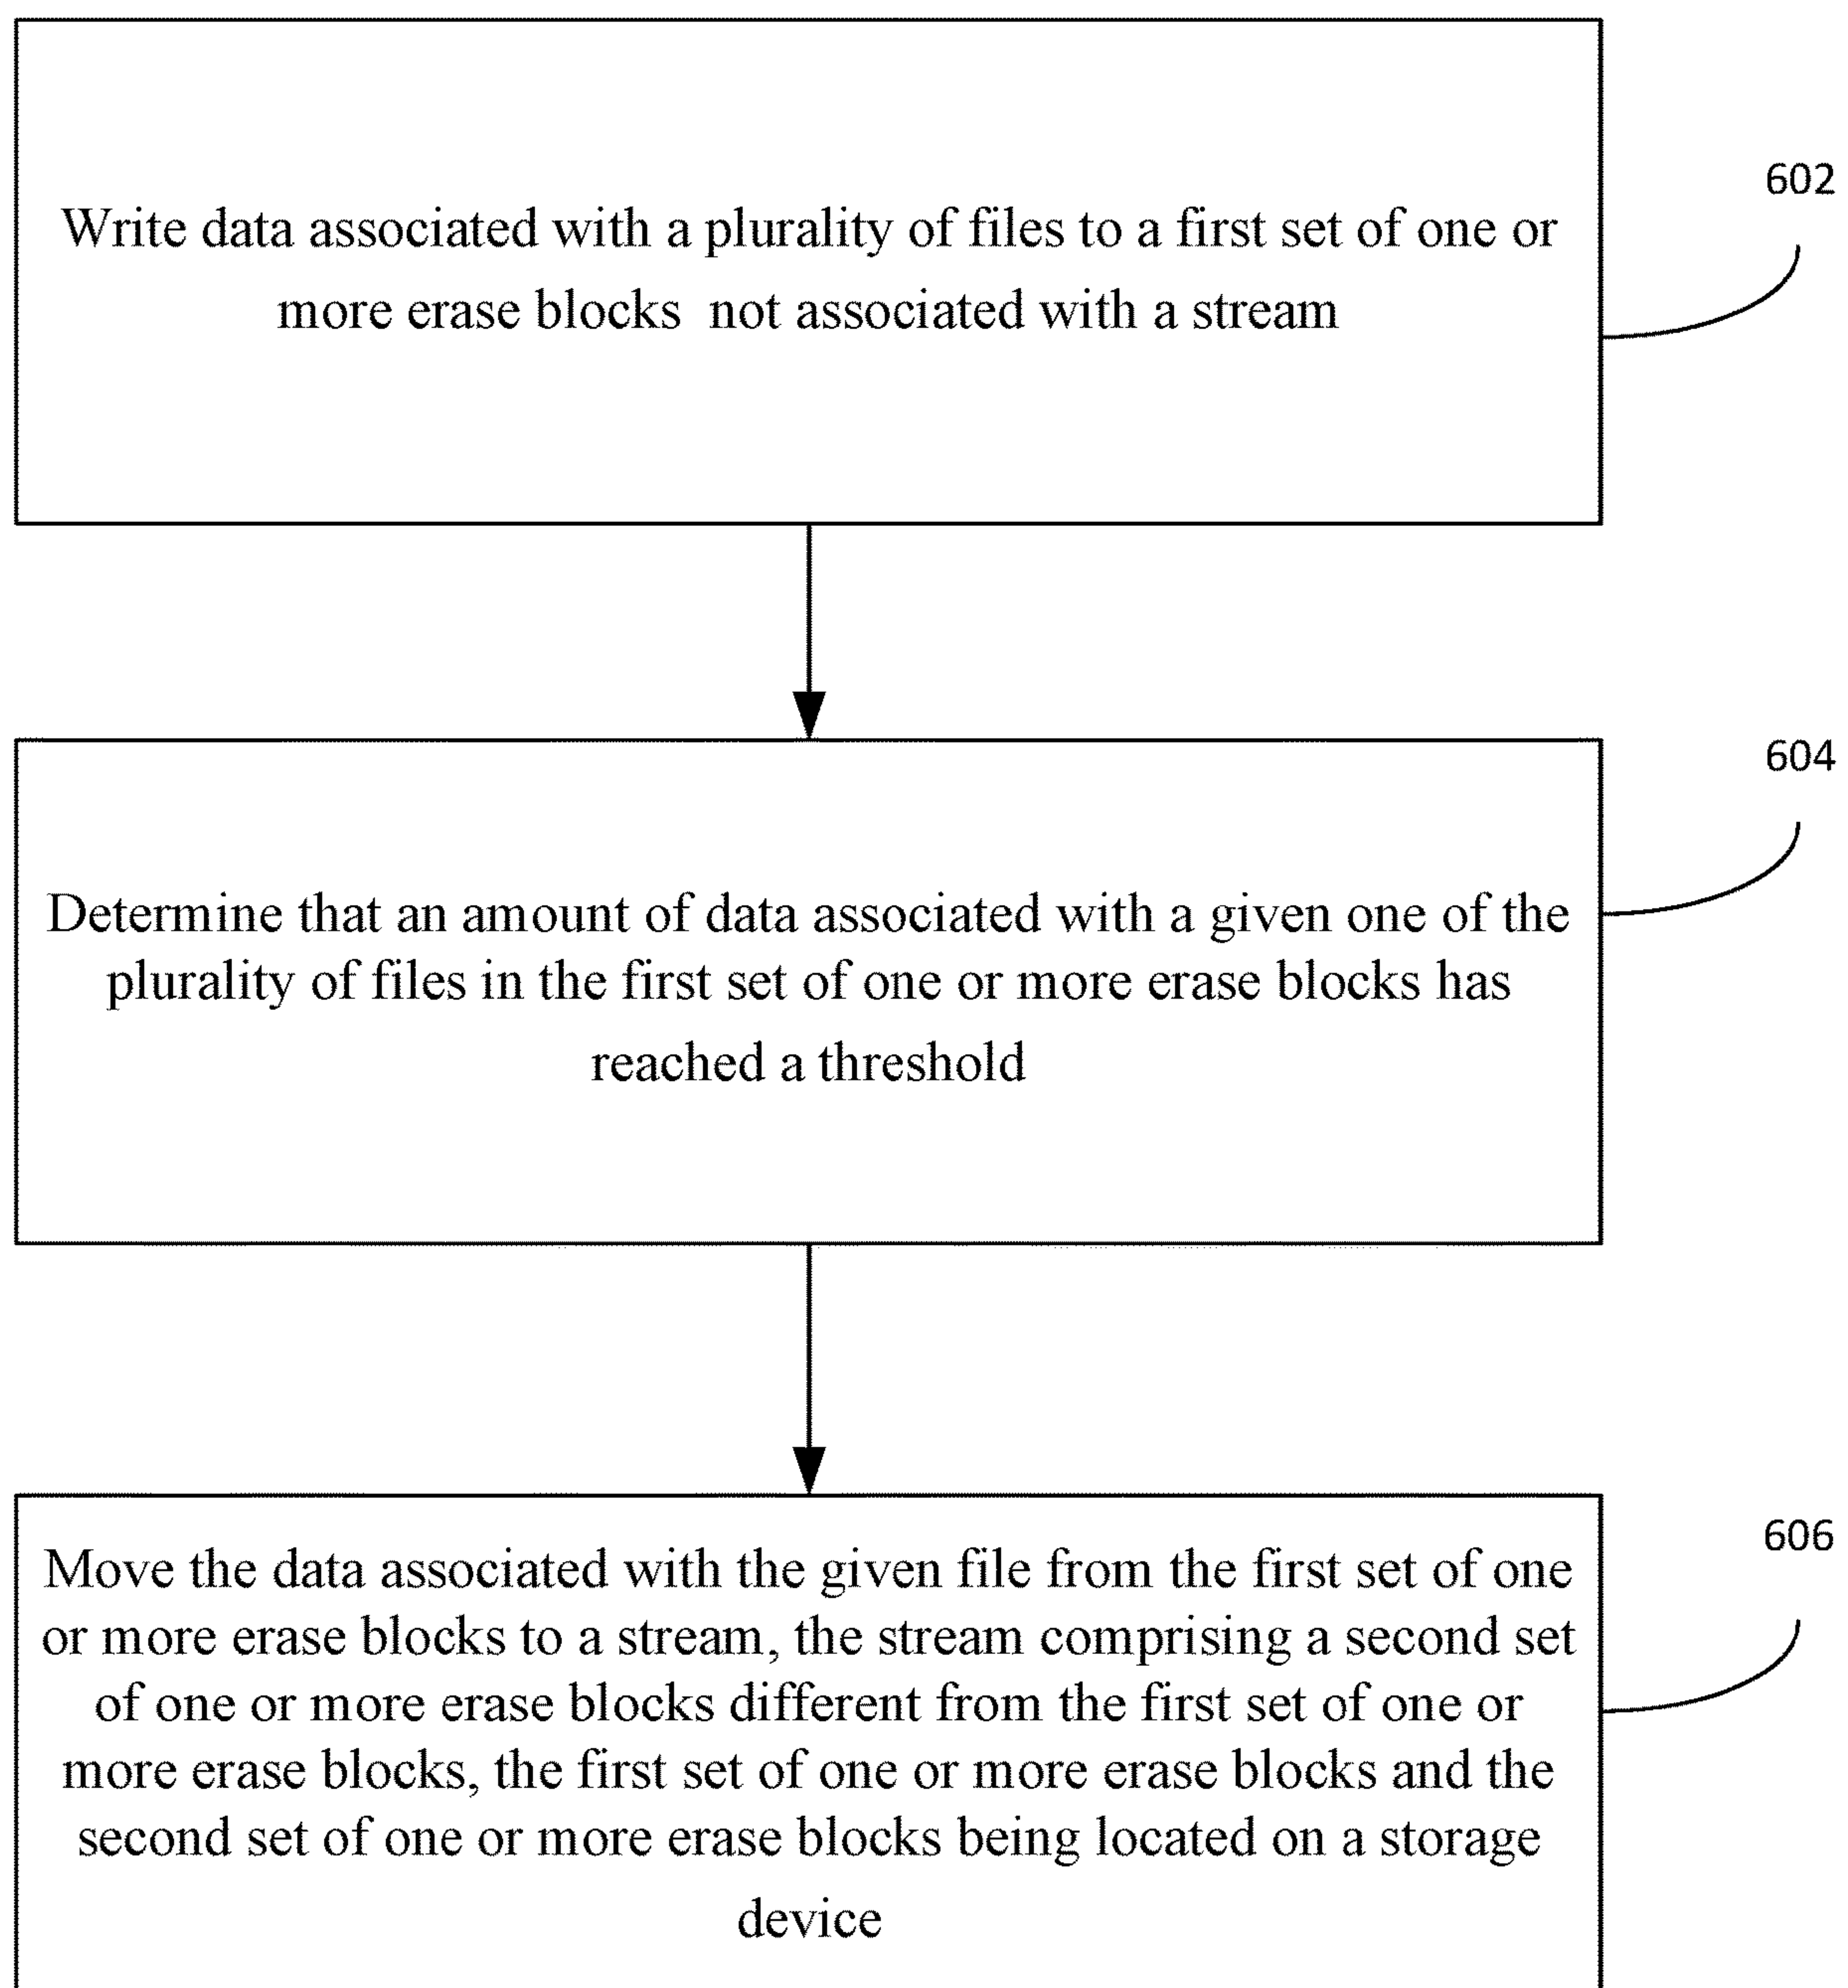 602
Write data associated with a plurality of files to a first set of one or
more erase blocks  not associated with a stream
604
Determine that an amount of data associated with a given one of the
plurality of files in the first set of one or more erase blocks has
reached a threshold
606
Move the data associated with the given file from the first set of one
or more erase blocks to a stream, the stream comprising a second set
of one or more erase blocks different from the first set of one or
more erase blocks, the first set of one or more erase blocks and the
second set of one or more erase blocks being located on a storage
device